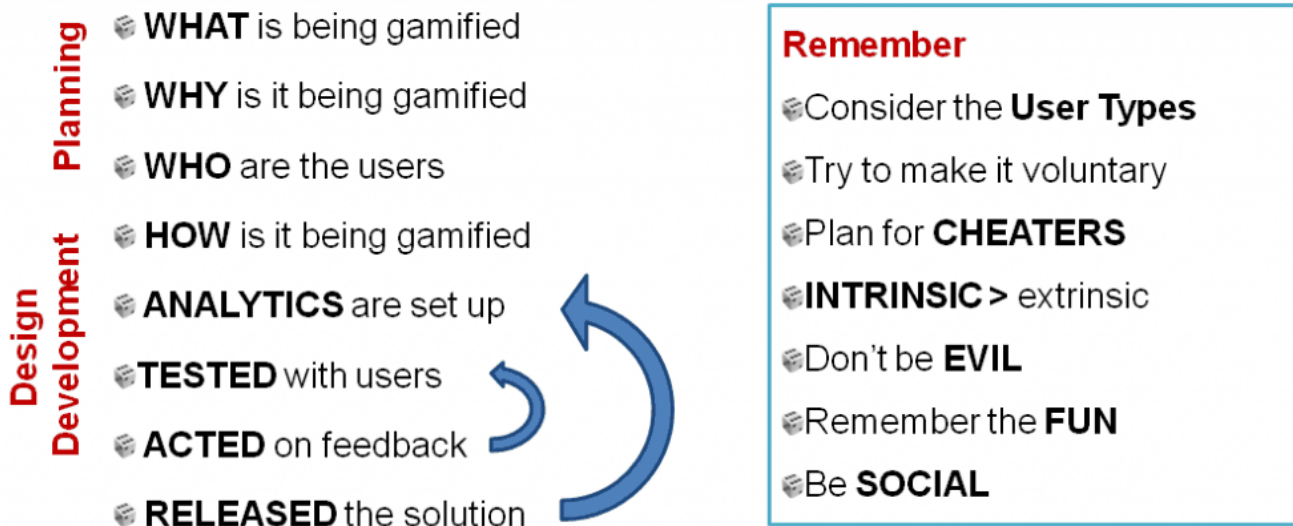 Planning
WHAT is being gamified
WHY is it being gamified
WHO are the users
Design
Development
HOW is it being gamified
ANALYTICS are set up
TESTED with users
ACTED on feedback
RELEASED the solution
Remember
Consider the User Types
Try to make it voluntary
Plan for CHEATERS
INTRINSIC > extrinsic
Don't be EVIL
Remember the FUN
Be SOCIAL